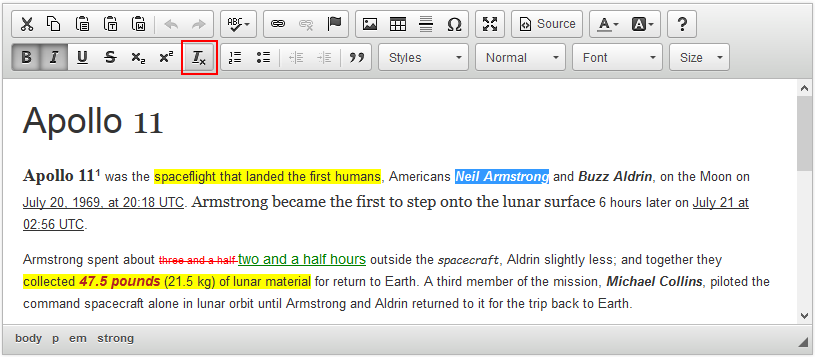 ABC Ω Source A A ?
B I U S x₂ x² Tx Styles Normal Font Size
Apollo 11
Apollo 11¹ was the spaceflight that landed the first humans, Americans Neil Armstrong and Buzz Aldrin, on the Moon on
July 20, 1969, at 20:18 UTC. Armstrong became the first to step onto the lunar surface 6 hours later on July 21 at
02:56 UTC.
Armstrong spent about three and a half two and a half hours outside the spacecraft, Aldrin slightly less; and together they
collected 47.5 pounds (21.5 kg) of lunar material for return to Earth. A third member of the mission, Michael Collins, piloted the
command spacecraft alone in lunar orbit until Armstrong and Aldrin returned to it for the trip back to Earth.
body p em strong